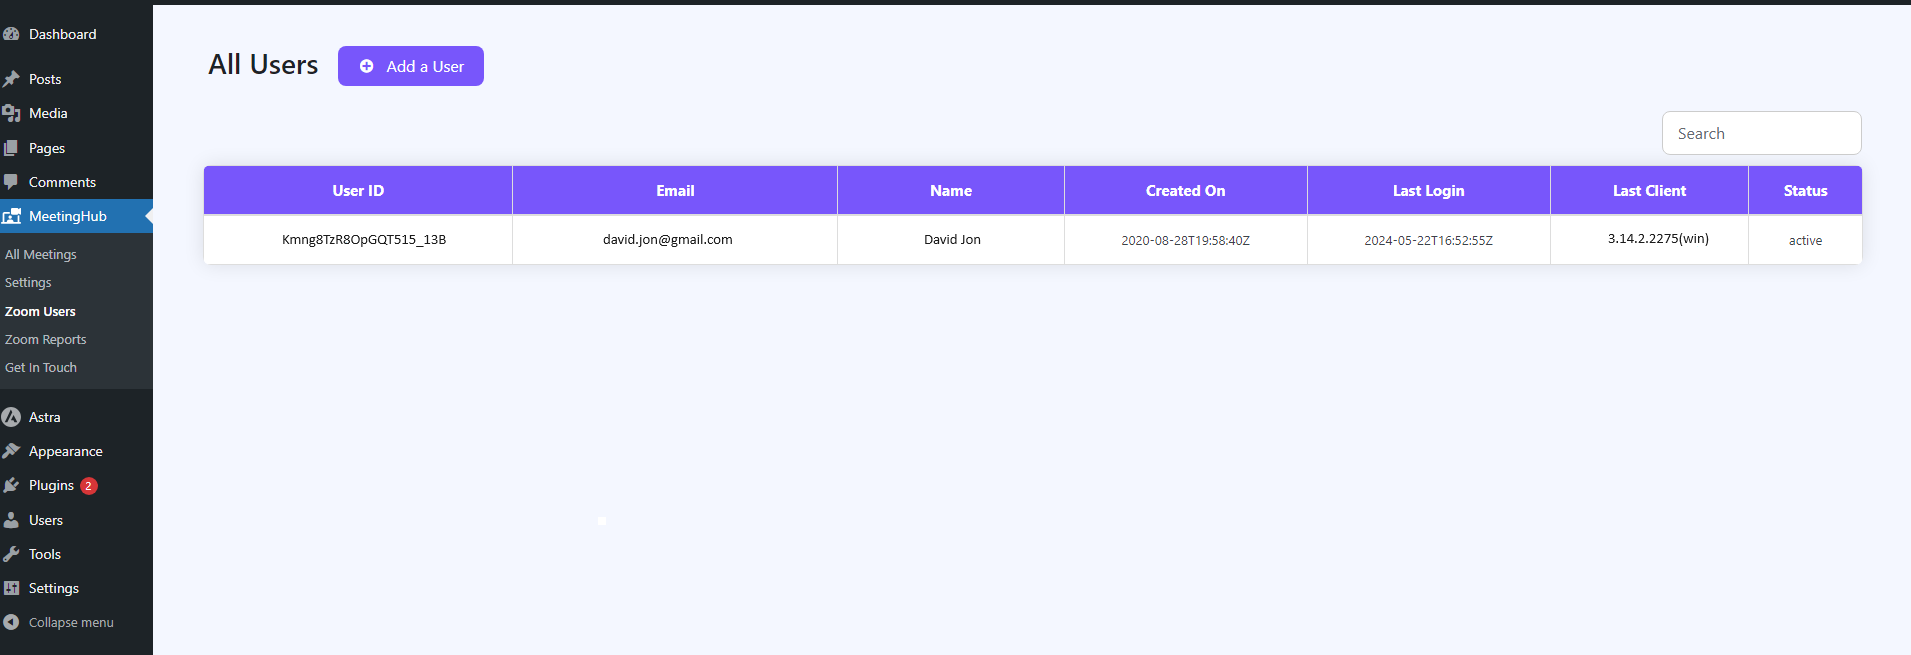 Dashboard
Posts
Media
Pages
Comments
MeetingHub
All Meetings
Settings
Zoom Users
Zoom Reports
Get In Touch
Astra
Appearance
Plugins 2
Users
Tools
Settings
Collapse menu
All Users
Add a User
Search
User ID Email Name Created On Last Login Last Client Status
Kmng8TzR8OpGQT515_13B david.jon@gmail.com David Jon 2020-08-28T19:58:40Z 2024-05-22T16:52:55Z 3.14.2.2275(win) active